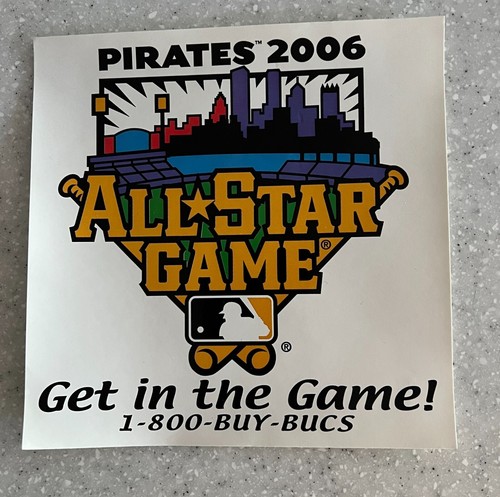 PIRATES™ 2006
ALL★STAR
GAME®
®
Get in the Game!
1-800-BUY-BUCS